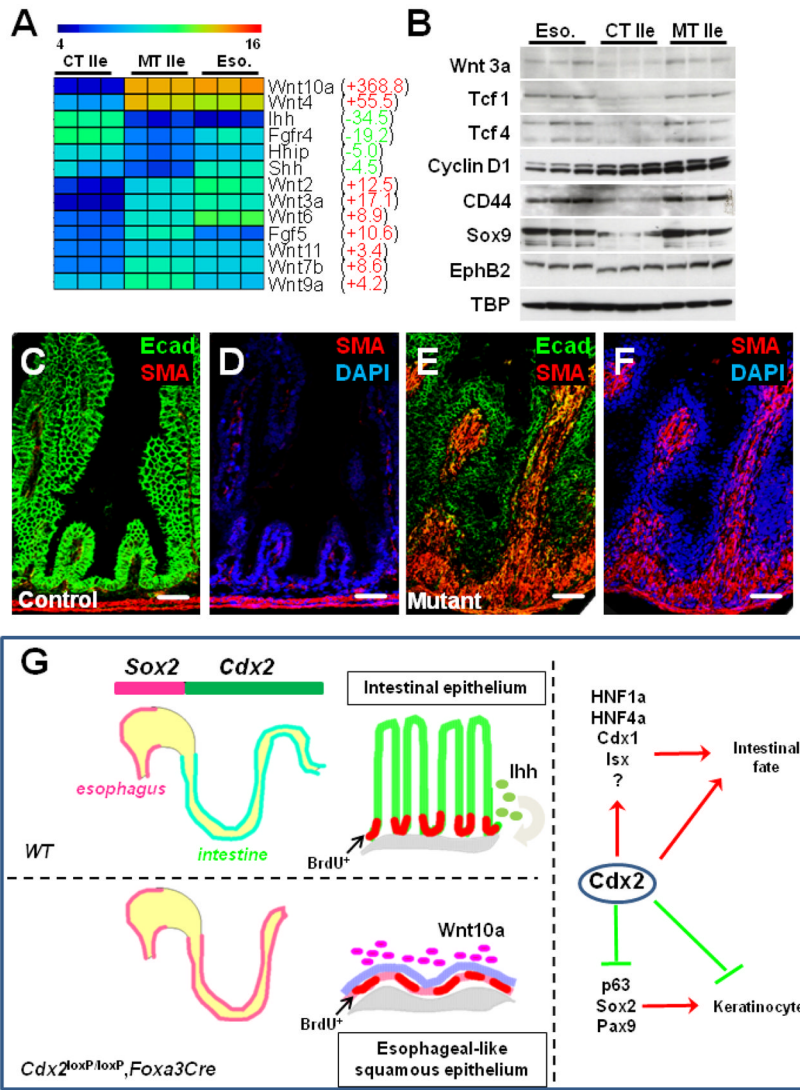 A
4
16
CT Ile MT Ile Eso.
Wnt10a (+368.8)
Wnt4 (+55.5)
Ihh (-34.5)
Fgfr4 (-19.2)
Hhip (-5.0)
Shh (-4.5)
Wnt2 (+12.5)
Wnt3a (+17.1)
Wnt6 (+8.9)
Fgf5 (+10.6)
Wnt11 (+3.4)
Wnt7b (+8.6)
Wnt9a (+4.2)
B
Eso. CT Ile MT Ile
Wnt 3a
Tcf 1
Tcf 4
Cyclin D1
CD44
Sox9
EphB2
TBP
C
Ecad
SMA
Control
D
SMA
DAPI
E
Ecad
SMA
Mutant
F
SMA
DAPI
G
Sox2 Cdx2
esophagus
intestine
WT
Intestinal epithelium
Ihh
BrdU+
Wnt10a
BrdU+
Esophageal-like
squamous epithelium
Cdx2loxP/loxP,Foxa3Cre
HNF1a
HNF4a
Cdx1
Isx
?
Intestinal
fate
Cdx2
p63
Sox2
Pax9
Keratinocyte